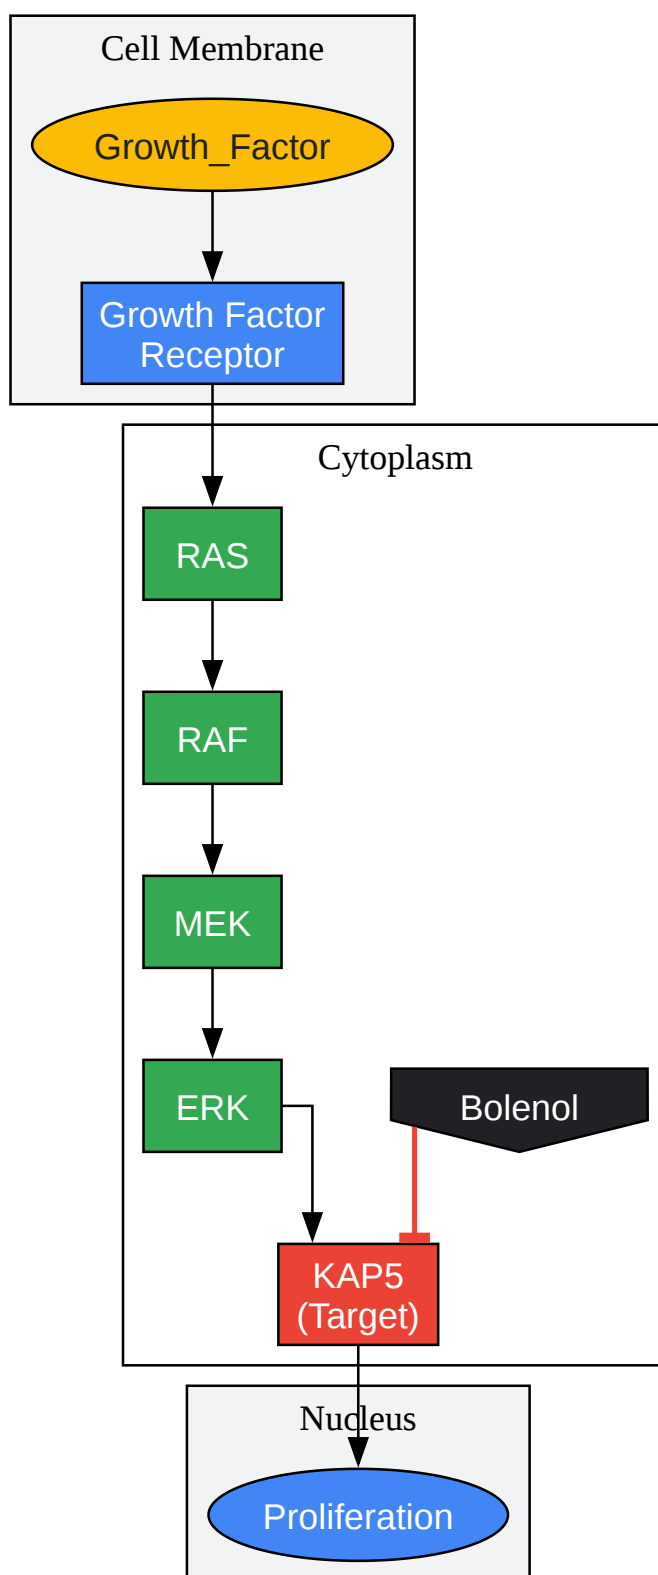 Cell Membrane
Growth_Factor
Growth Factor
Receptor
Cytoplasm
RAS
RAF
MEK
ERK
Bolenol
KAP5
(Target)
Nucleus
Proliferation